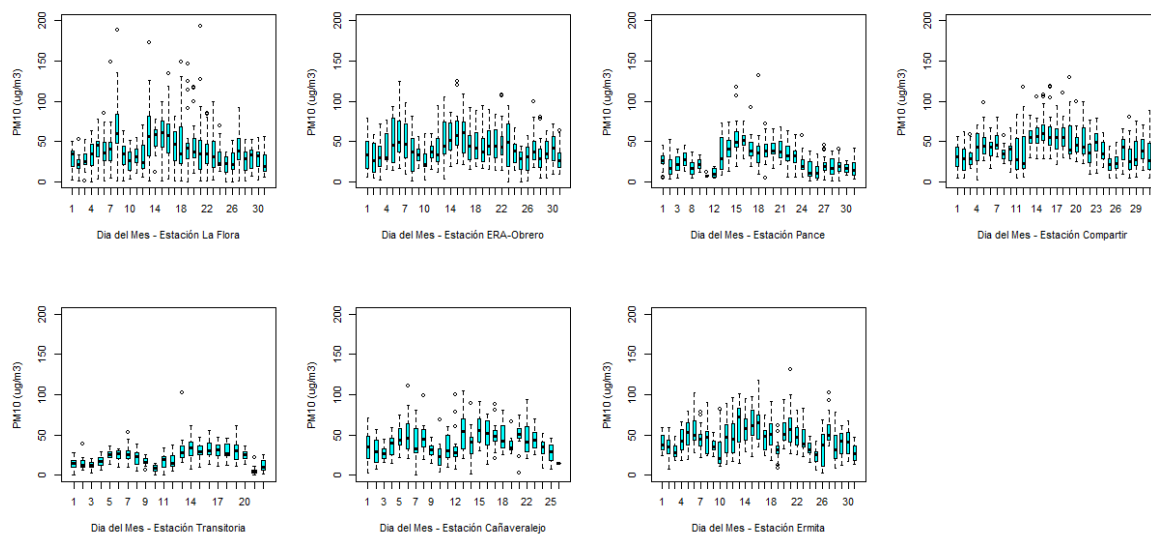 PM10 (ug/m3)
200
150
100
50
0
1 4 7 10 14 18 22 26 30
Dia del Mes - Estación La Flora
PM10 (ug/m3)
200
150
100
50
0
1 4 7 10 14 18 22 26 30
Dia del Mes - Estación ERA-Obrero
PM10 (ug/m3)
200
150
100
50
0
1 3 8 12 15 18 21 24 27 31
Dia del Mes - Estación Pance
PM10 (ug/m3)
200
150
100
50
0
1 4 7 11 14 17 20 23 26 29
Dia del Mes - Estación Compartir
PM10 (ug/m3)
200
150
100
50
0
1 3 5 7 9 11 14 17 20
Dia del Mes - Estación Transitoria
PM10 (ug/m3)
200
150
100
50
0
1 3 5 7 9 12 15 18 22 25
Dia del Mes - Estación Cañaveralejo
PM10 (ug/m3)
200
150
100
50
0
1 4 7 10 14 18 22 26 30
Dia del Mes - Estación Ermita